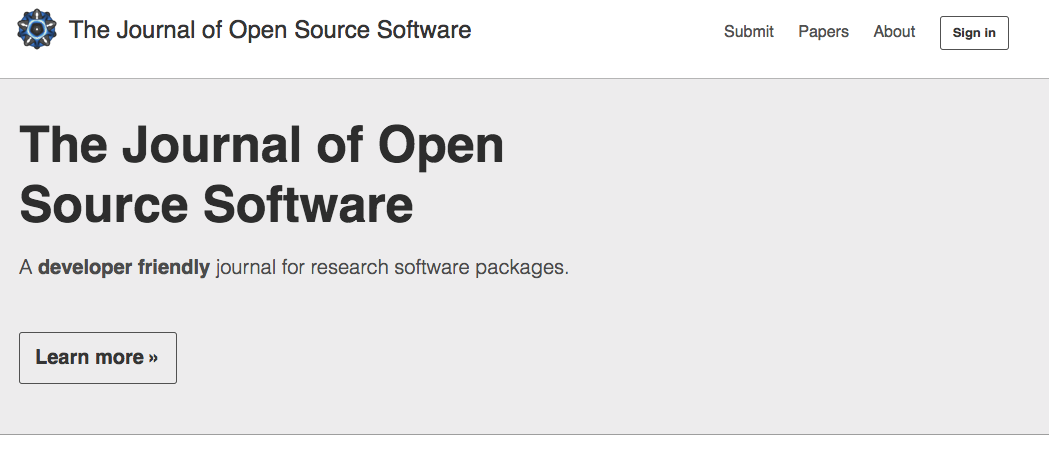 The Journal of Open Source Software
Submit Papers About Sign in
The Journal of Open
Source Software
A developer friendly journal for research software packages.
Learn more »